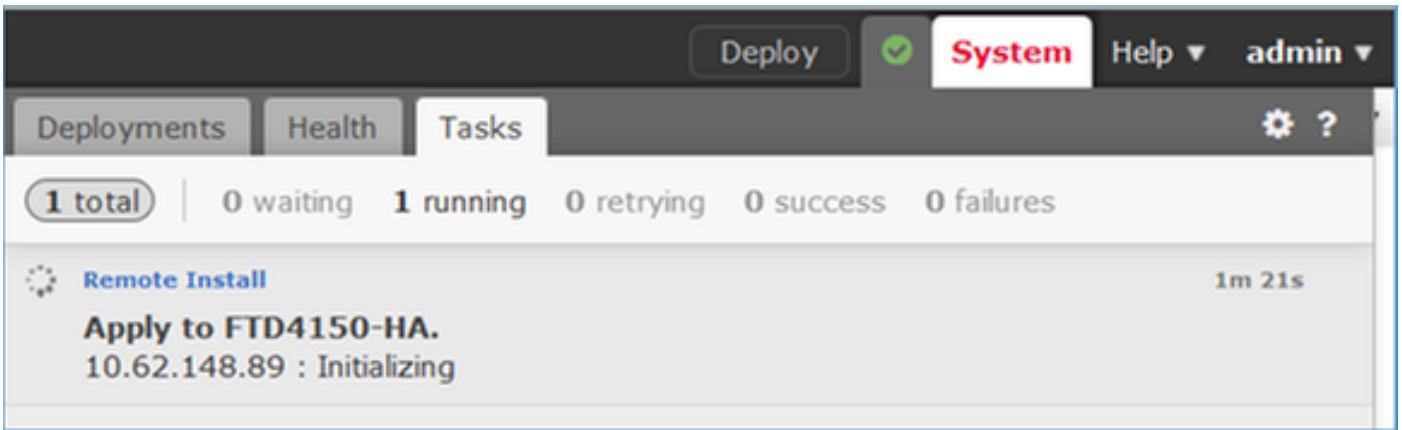 Deploy System Help admin
Deployments Health Tasks ?
1 total 0 waiting 1 running 0 retrying 0 success 0 failures
Remote Install 1m 21s
Apply to FTD4150-HA.
10.62.148.89 : Initializing